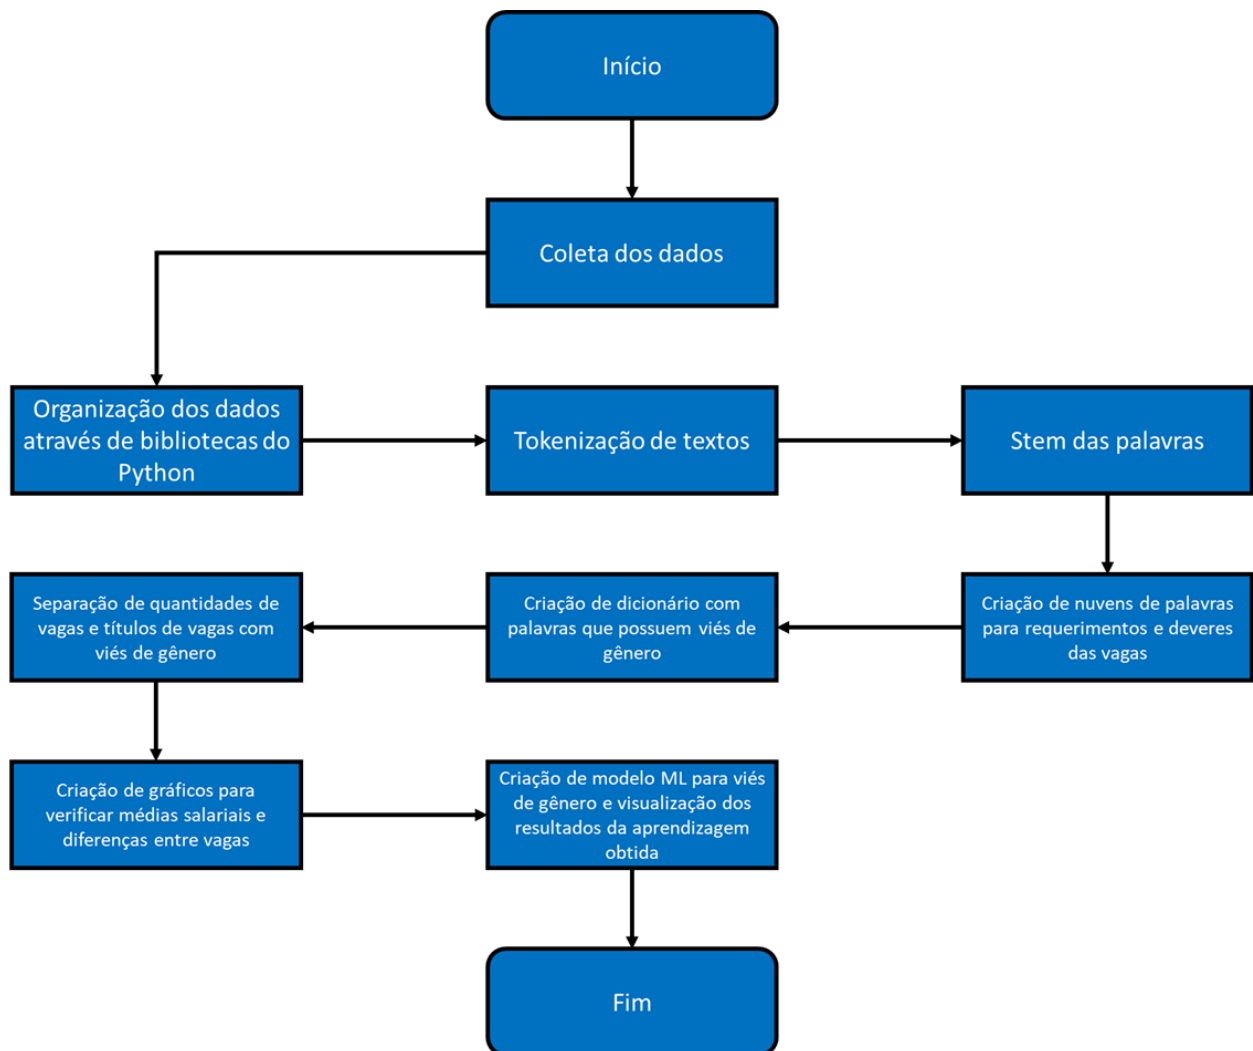 Início
Coleta dos dados
Organização dos dados
através de bibliotecas do
Python
Tokenização de textos
Stem das palavras
Criação de nuvens de palavras
para requerimentos e deveres
das vagas
Criação de dicionário com
palavras que possuem viés de
gênero
Separação de quantidades de
vagas e títulos de vagas com
viés de gênero
Criação de gráficos para
verificar médias salariais e
diferenças entre vagas
Criação de modelo ML para viés
de gênero e visualização dos
resultados da aprendizagem
obtida
Fim